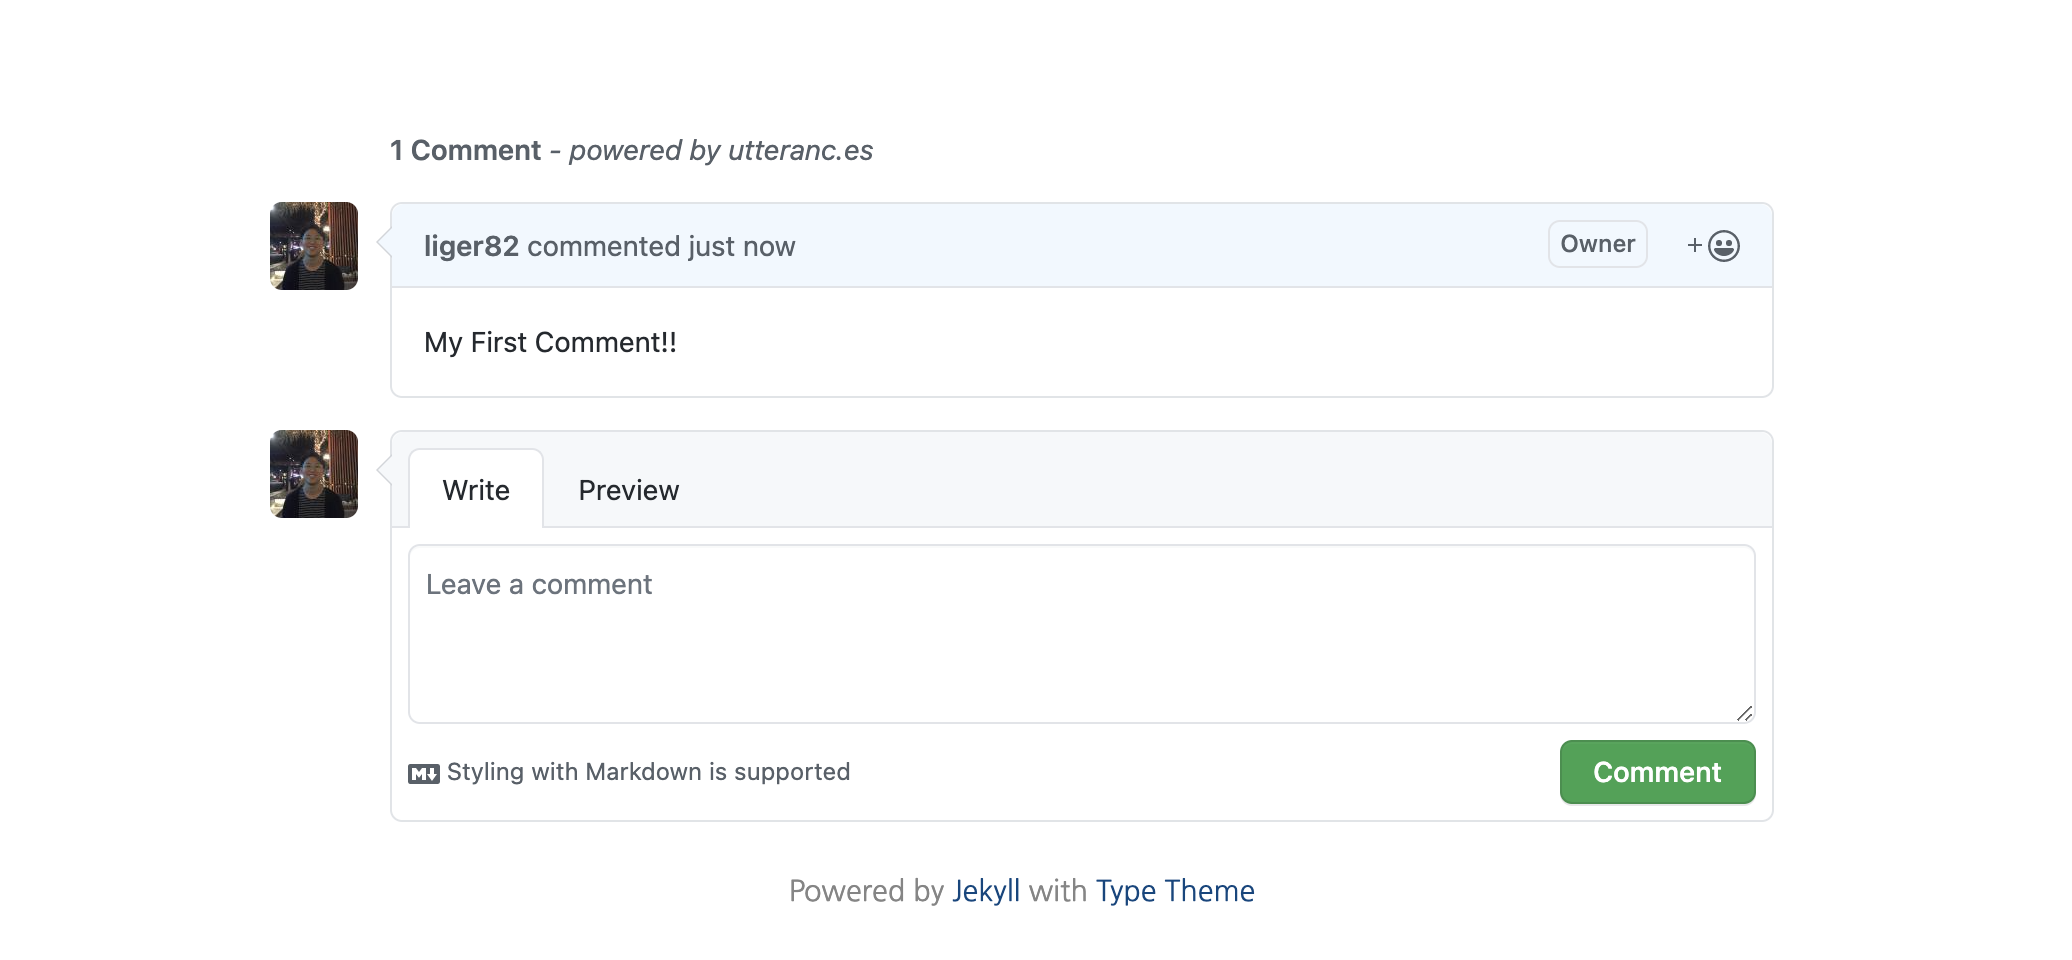 1 Comment - powered by utteranc.es
liger82 commented just now
Owner
+
My First Comment!!
Write
Preview
Leave a comment
M Styling with Markdown is supported
Comment
Powered by Jekyll with Type Theme